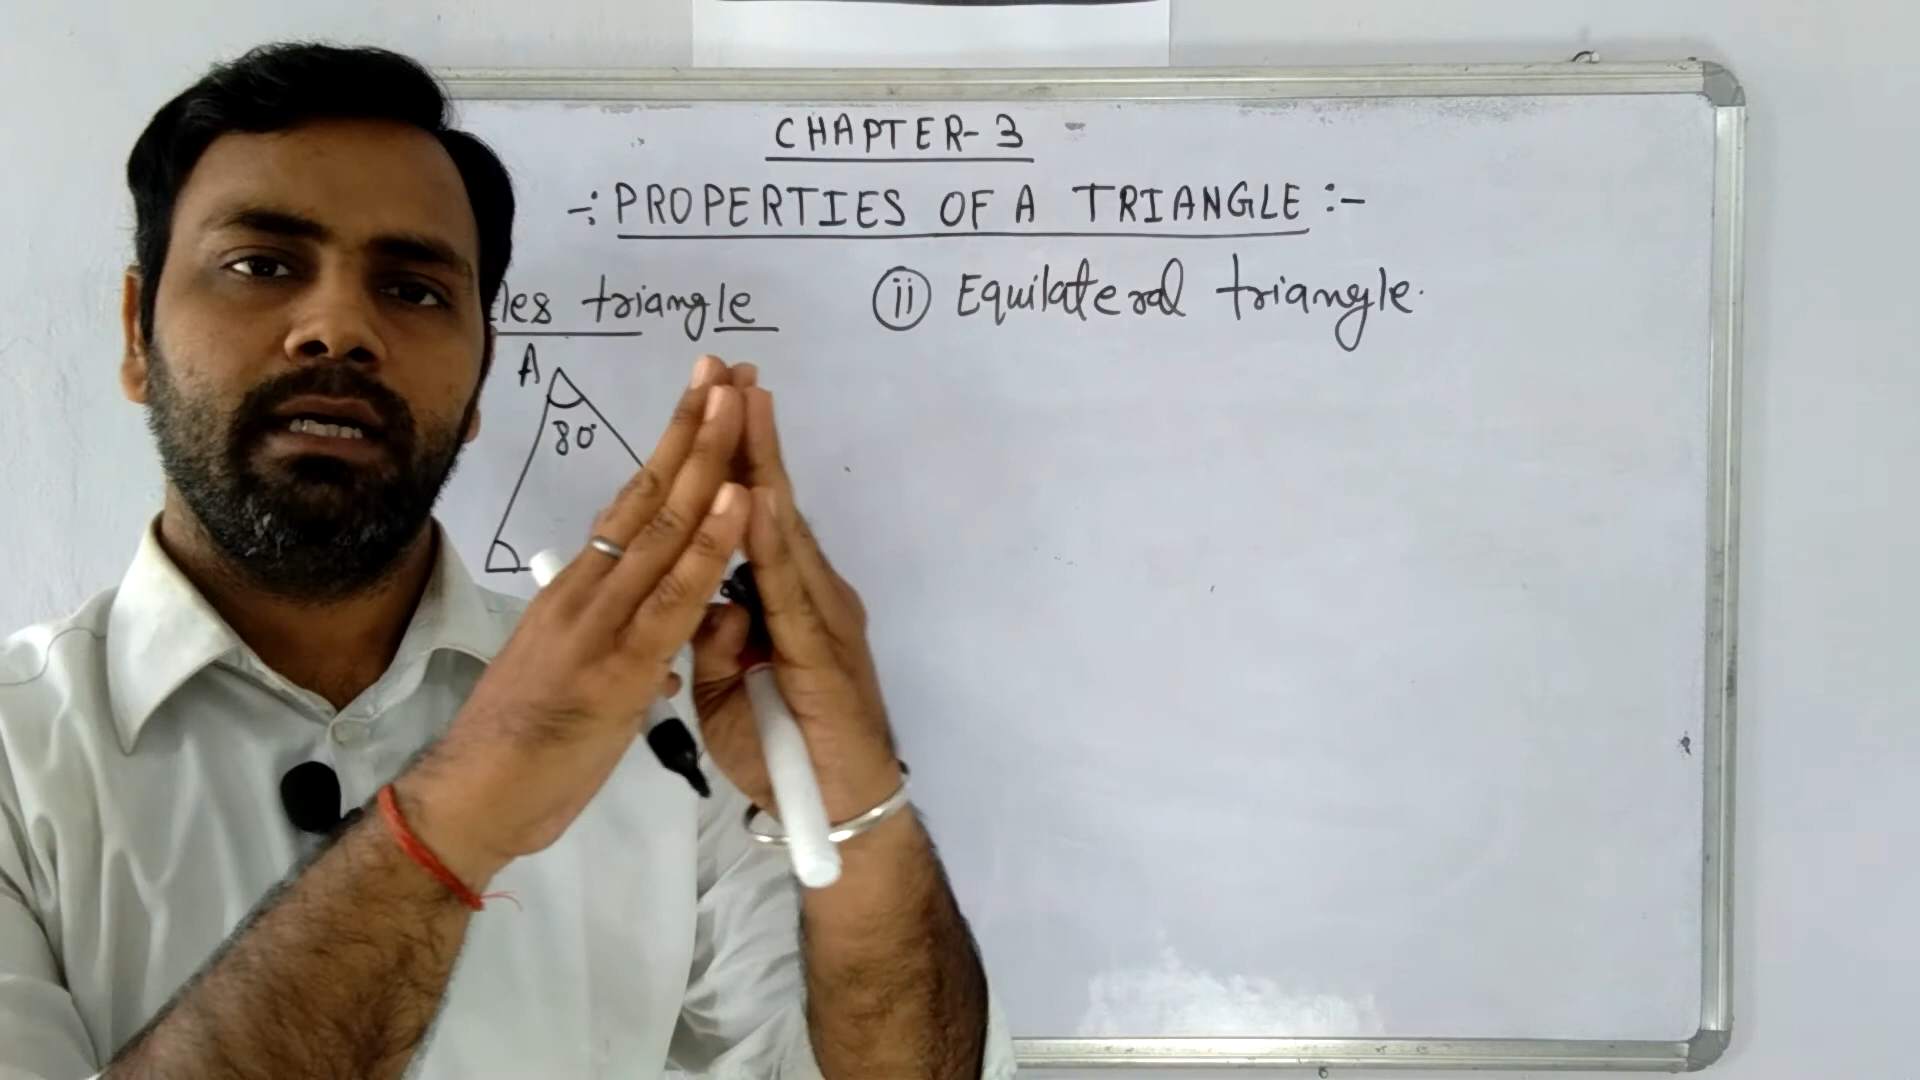 CHAPTER-3
-: PROPERTIES OF A TRIANGLE :-
les triangle
(ii) Equilateral triangle.
A
80°